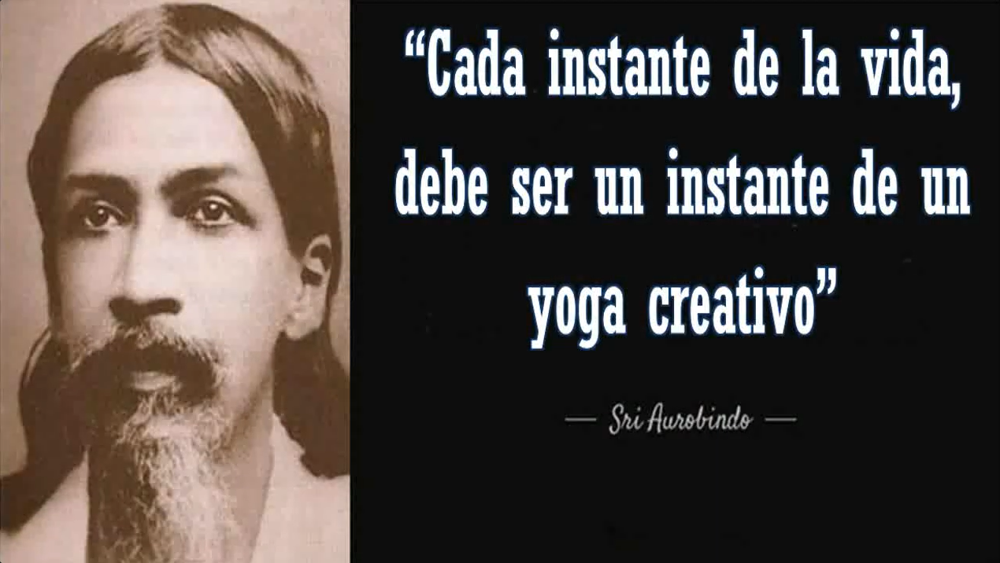 “Cada instante de la vida,
debe ser un instante de un
yoga creativo”
Sri Aurobindo